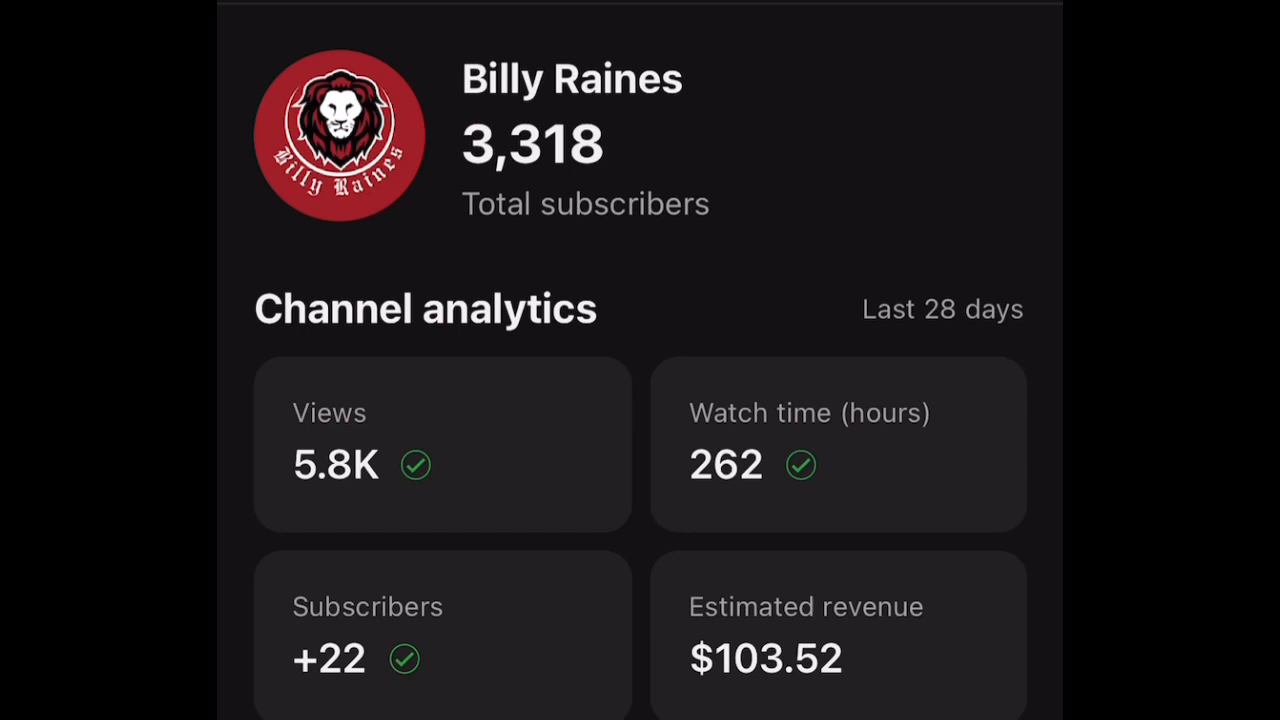 Billy Raines
Billy Raines
3,318
Total subscribers
Channel analytics
Last 28 days
Views
5.8K
Watch time (hours)
262
Subscribers
+22
Estimated revenue
$103.52